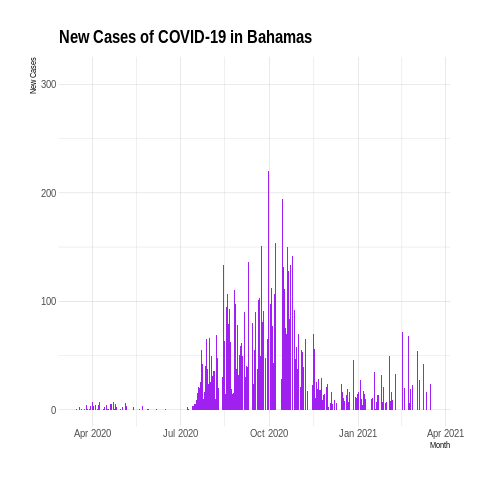 New Cases of COVID-19 in Bahamas
New Cases
300
200
100
0
Apr 2020
Jul 2020
Oct 2020
Jan 2021
Apr 2021
Month